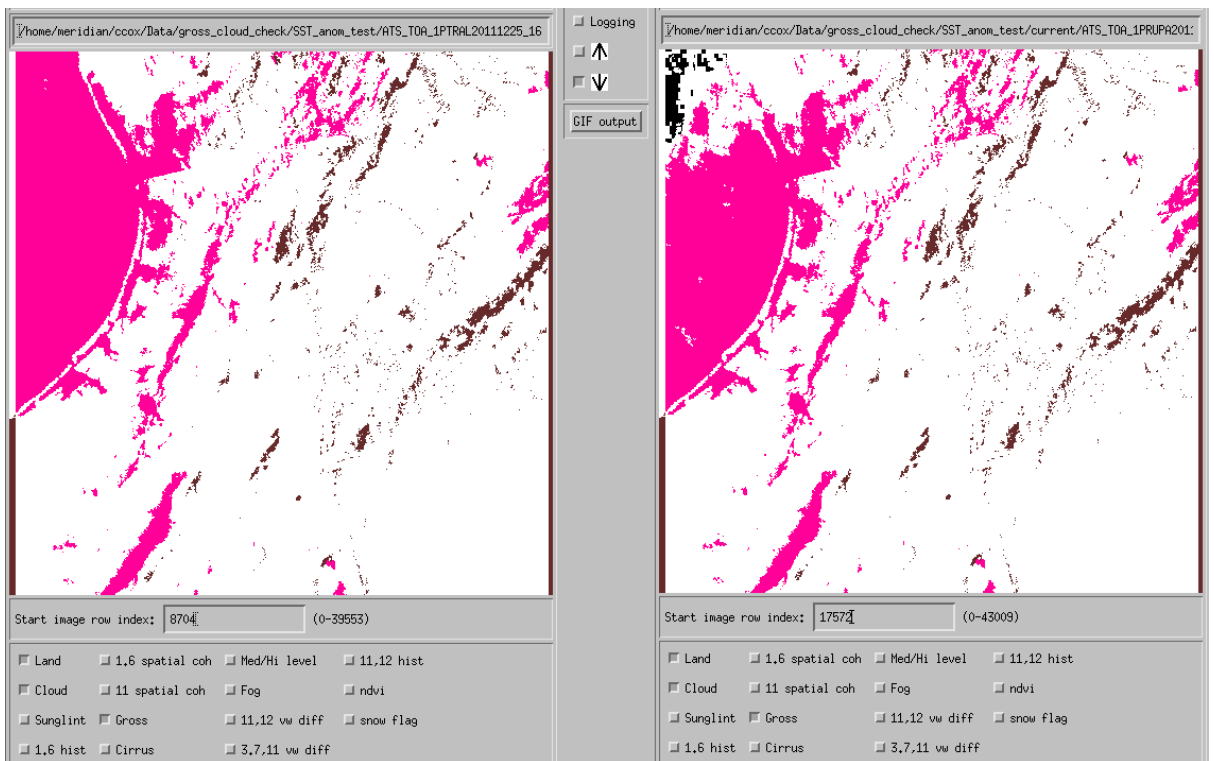 /home/meridian/ccox/Data/gross_cloud_check/SST_anom_test/ATS_TOA_1PTRAL20111225_16
Start image row index: 8704 (0-39553)
Land 1.6 spatial coh Med/Hi level 11,12 hist
Cloud 11 spatial coh Fog ndvi
Sunglint Gross 11,12 vw diff snow flag
1.6 hist Cirrus 3.7,11 vw diff
Logging
GIF output
/home/meridian/ccox/Data/gross_cloud_check/SST_anom_test/current/ATS_TOA_1PRUPA201
Start image row index: 17572 (0-43009)
Land 1.6 spatial coh Med/Hi level 11,12 hist
Cloud 11 spatial coh Fog ndvi
Sunglint Gross 11,12 vw diff snow flag
1.6 hist Cirrus 3.7,11 vw diff